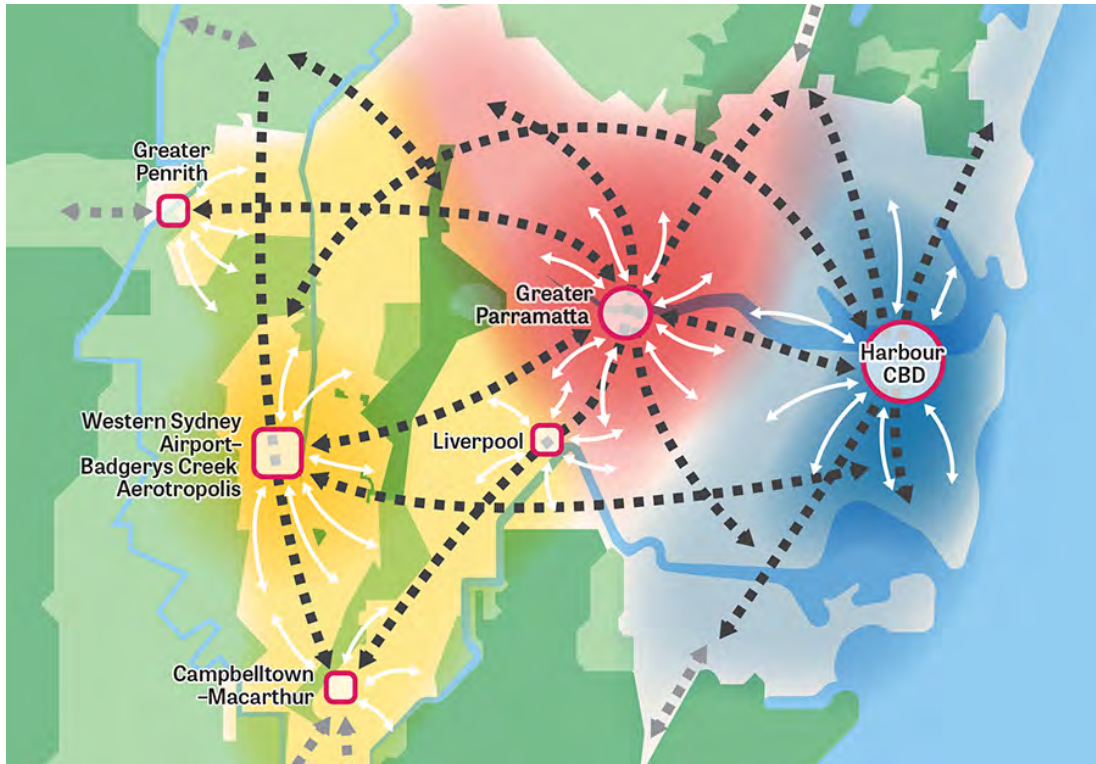 Greater
Penrith
Greater
Parramatta
Harbour
CBD
Western Sydney
Airport–
Badgerys Creek
Aerotropolis
Liverpool
Campbelltown
–Macarthur